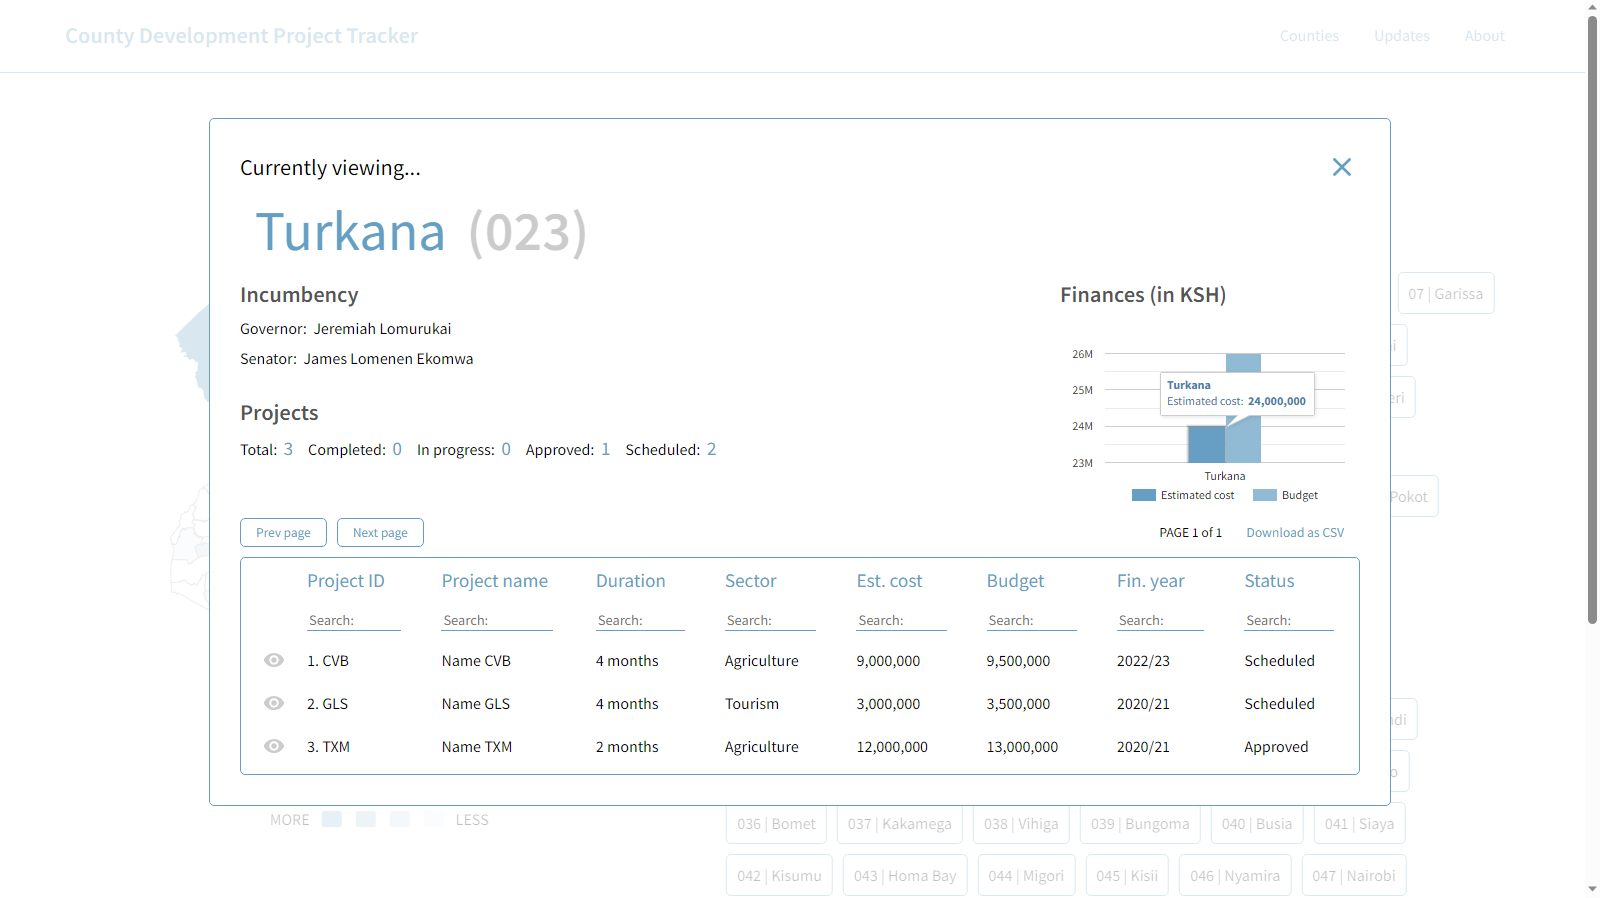 County Development Project Tracker
Counties Updates About
Currently viewing...
Turkana (023)
Incumbency
Governor: Jeremiah Lomurukai
Senator: James Lomenen Ekomwa
Projects
Total: 3 Completed: 0 In progress: 0 Approved: 1 Scheduled: 2
Finances (in KSH)
26M
25M
24M
23M
Turkana
Estimated cost: 24,000,000
Turkana
Estimated cost Budget
07 | Garissa
i
eri
Pokot
Prev page Next page PAGE 1 of 1 Download as CSV
Project ID Project name Duration Sector Est. cost Budget Fin. year Status
Search: Search: Search: Search: Search: Search: Search: Search:
1. CVB Name CVB 4 months Agriculture 9,000,000 9,500,000 2022/23 Scheduled
2. GLS Name GLS 4 months Tourism 3,000,000 3,500,000 2020/21 Scheduled
3. TXM Name TXM 2 months Agriculture 12,000,000 13,000,000 2020/21 Approved
ndi
o
MORE LESS
036 | Bomet 037 | Kakamega 038 | Vihiga 039 | Bungoma 040 | Busia 041 | Siaya
042 | Kisumu 043 | Homa Bay 044 | Migori 045 | Kisii 046 | Nyamira 047 | Nairobi